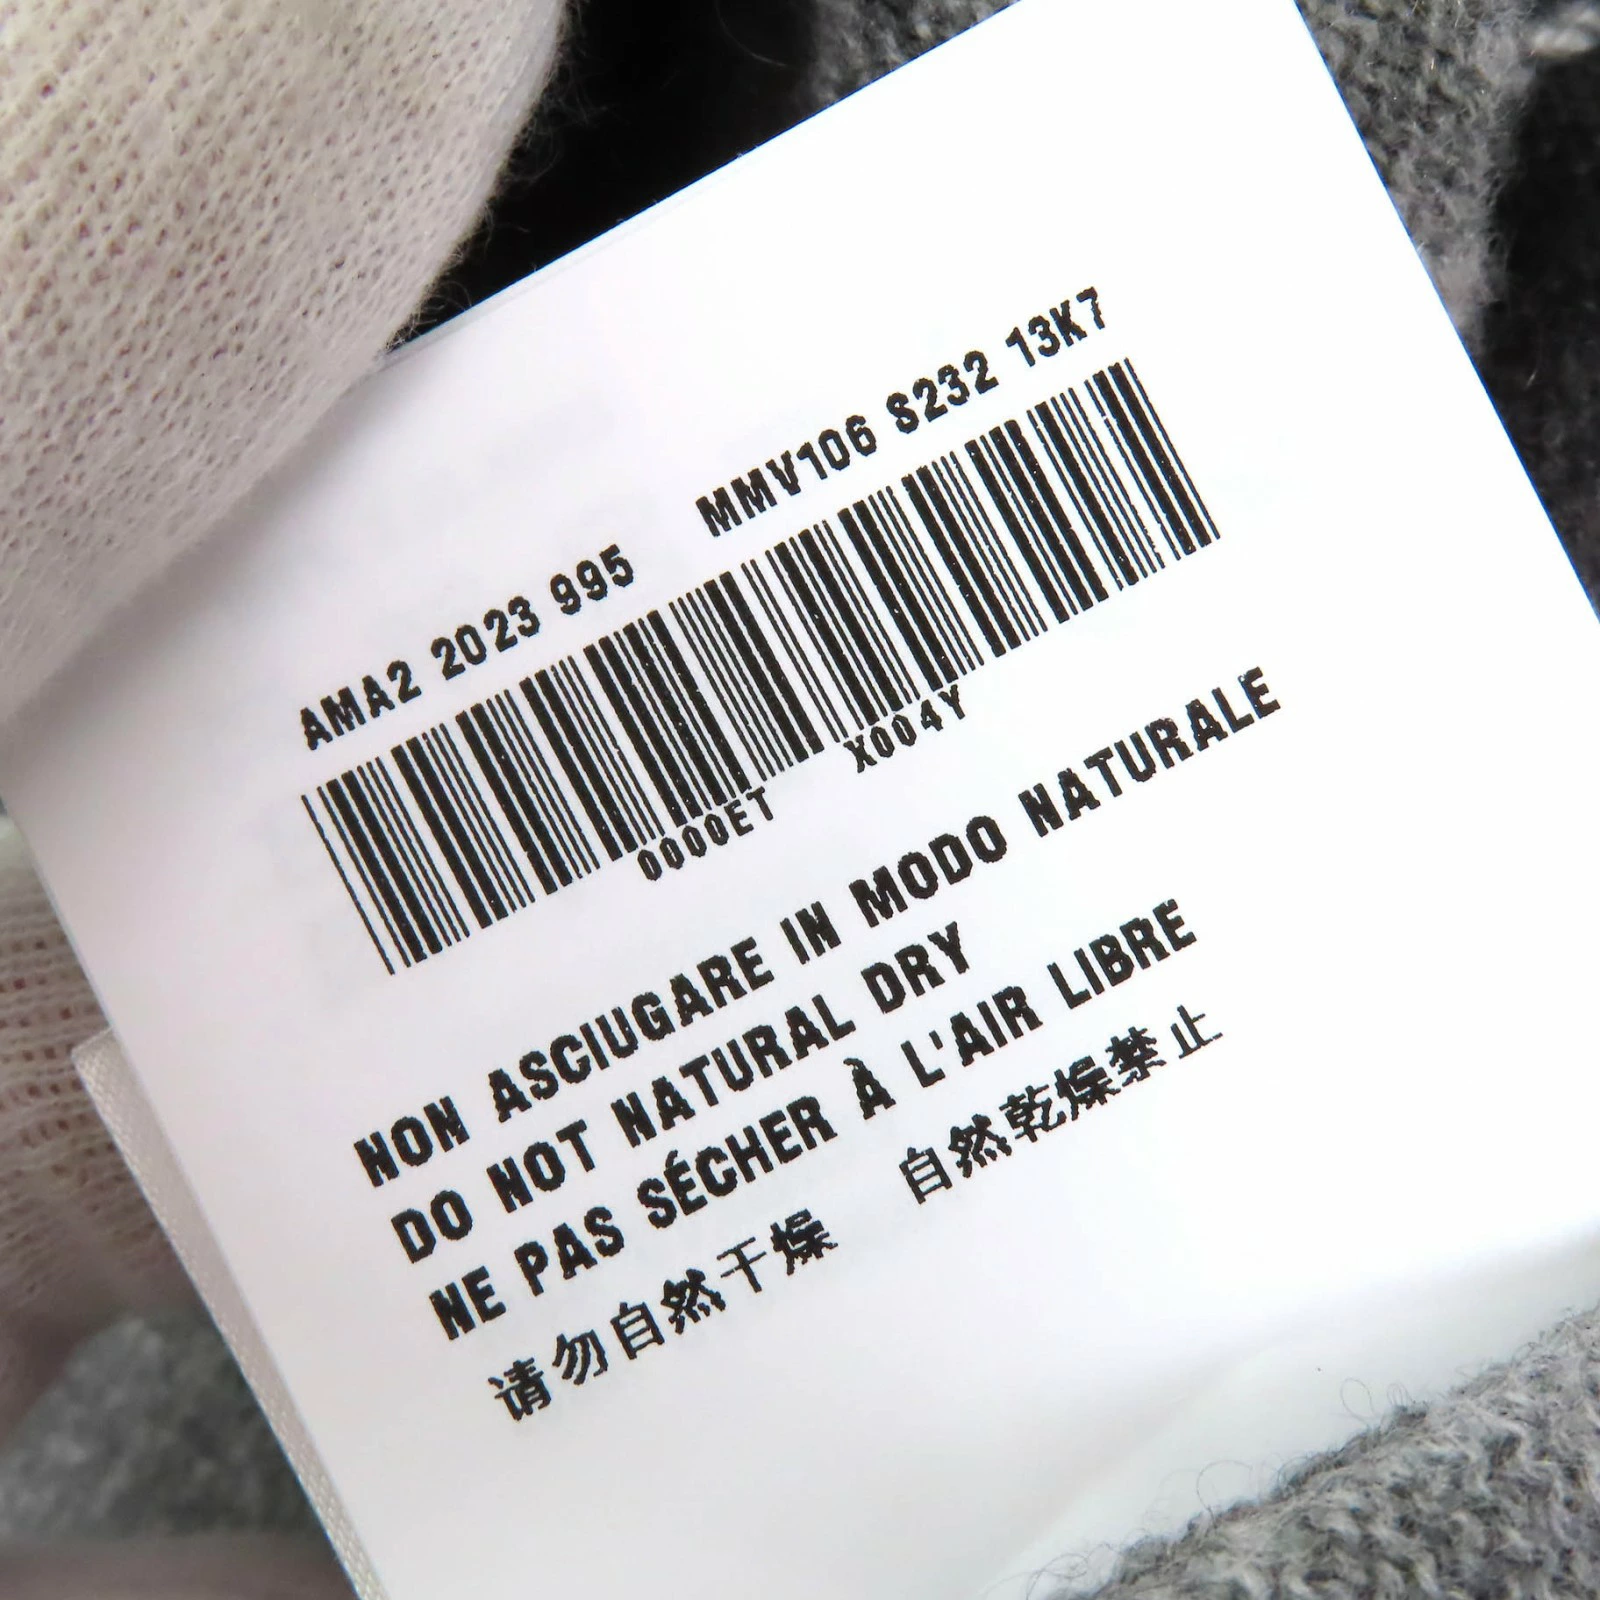 AMA2 2023 995 MMV106 S232 13K7
0000ET X004Y
NON ASCIUGARE IN MODO NATURALE
DO NOT NATURAL DRY
NE PAS SÉCHER À L'AIR LIBRE
请勿自然干燥 自然乾燥禁止